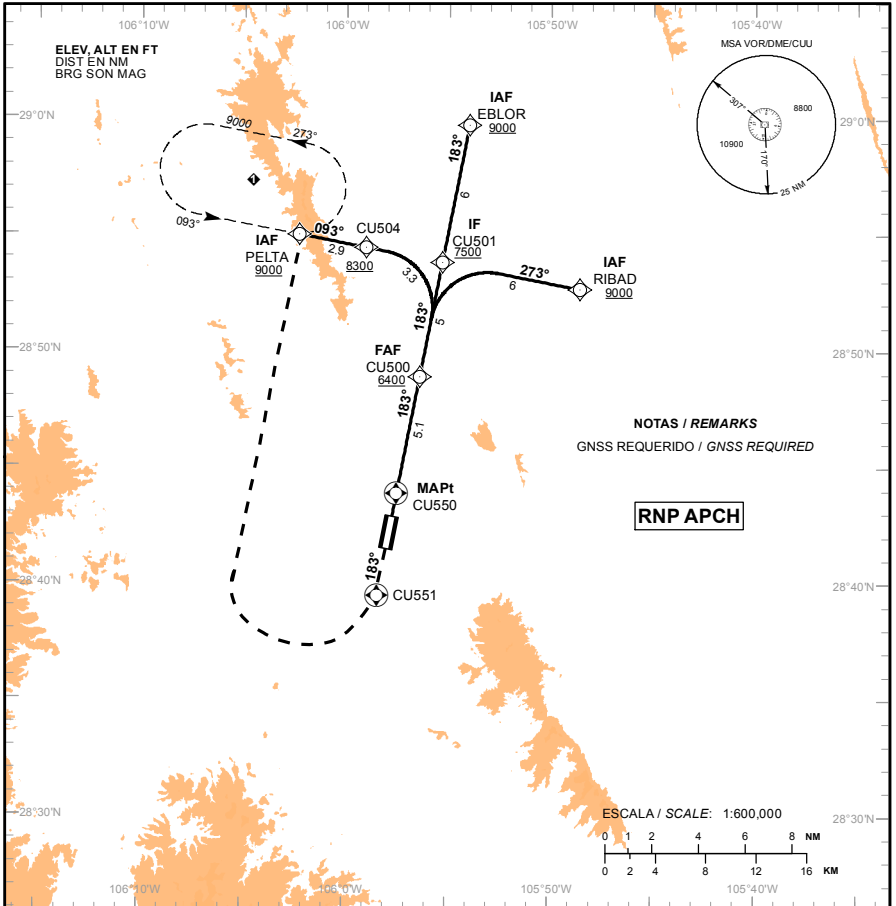 106°10'W
106°0'W
105°50'W
105°40'W
ELEV, ALT EN FT
DIST EN NM
BRG SON MAG
MSA VOR/DME/CUU
307°
8800
10900
170°
25 NM
29°0'N
29°0'N
IAF
EBLOR
9000
183°
6
9000
273°
093°
IAF
PELTA
9000
093°
2.9
CU504
8300
3.3
IF
CU501
7500
273°
6
IAF
RIBAD
9000
183°
5
28°50'N
28°50'N
FAF
CU500
6400
183°
5.1
NOTAS / REMARKS
GNSS REQUERIDO / GNSS REQUIRED
RNP APCH
MAPt
CU550
183°
CU551
28°40'N
28°40'N
28°30'N
28°30'N
ESCALA / SCALE: 1:600,000
0 1 2 4 6 8 NM
0 2 4 8 12 16 KM
106°10'W
106°0'W
105°50'W
105°40'W
1